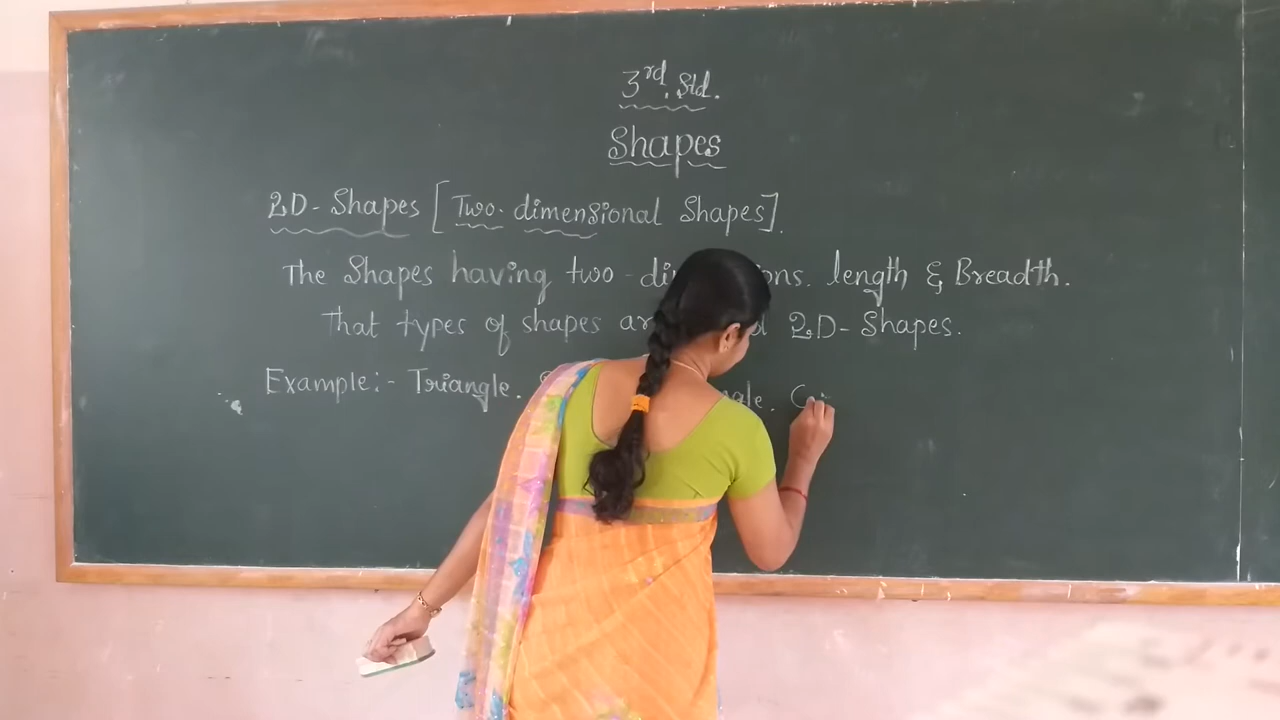 3rd. Std.
Shapes
2D- Shapes [Two-dimensional Shapes].
The Shapes having two - length & Breadth.
That types of shapes 2D- Shapes.
Example:- Triangle.